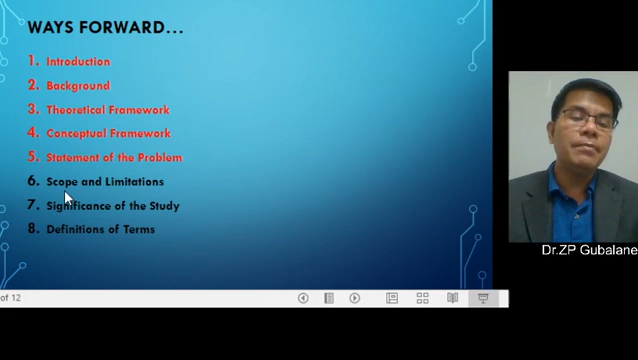 WAYS FORWARD...
1. Introduction
2. Background
3. Theoretical Framework
4. Conceptual Framework
5. Statement of the Problem
6. Scope and Limitations
7. Significance of the Study
8. Definitions of Terms
Dr.ZP Gubalane
of 12